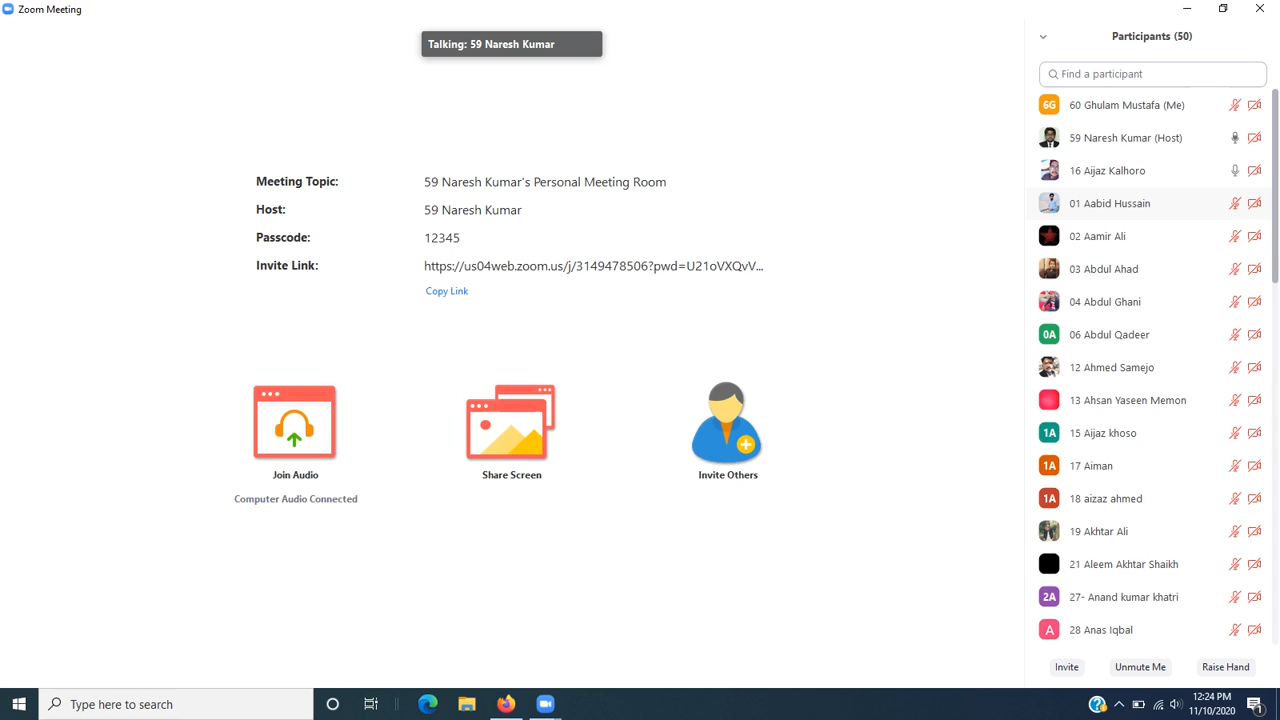 Zoom Meeting
Talking: 59 Naresh Kumar
Meeting Topic: 59 Naresh Kumar's Personal Meeting Room
Host: 59 Naresh Kumar
Passcode: 12345
Invite Link: https://us04web.zoom.us/j/3149478506?pwd=U21oVXQvV...
Copy Link
Join Audio
Computer Audio Connected
Share Screen
Invite Others
Participants (50)
Find a participant
6G 60 Ghulam Mustafa (Me)
59 Naresh Kumar (Host)
16 Aijaz Kalhoro
01 Aabid Hussain
02 Aamir Ali
03 Abdul Ahad
04 Abdul Ghani
0A 06 Abdul Qadeer
12 Ahmed Samejo
13 Ahsan Yaseen Memon
1A 15 Aijaz khoso
1A 17 Aiman
1A 18 aizaz ahmed
19 Akhtar Ali
21 Aleem Akhtar Shaikh
2A 27- Anand kumar khatri
A 28 Anas Iqbal
Invite Unmute Me Raise Hand
Type here to search
12:24 PM
11/10/2020
1